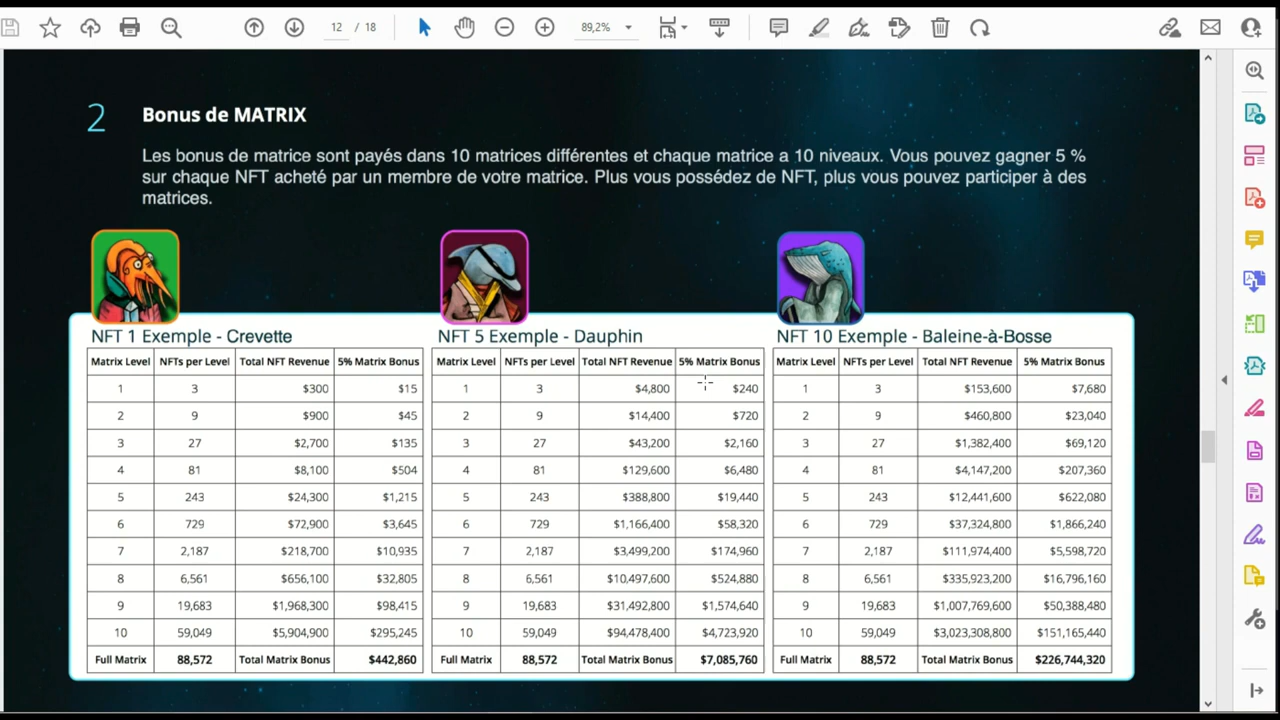 12 / 18
89,2%
2
Bonus de MATRIX
Les bonus de matrice sont payés dans 10 matrices différentes et chaque matrice a 10 niveaux. Vous pouvez gagner 5 %
sur chaque NFT acheté par un membre de votre matrice. Plus vous possédez de NFT, plus vous pouvez participer à des
matrices.
NFT 1 Exemple - Crevette
Matrix Level NFTs per Level Total NFT Revenue 5% Matrix Bonus
1 3 $300 $15
2 9 $900 $45
3 27 $2,700 $135
4 81 $8,100 $504
5 243 $24,300 $1,215
6 729 $72,900 $3,645
7 2,187 $218,700 $10,935
8 6,561 $656,100 $32,805
9 19,683 $1,968,300 $98,415
10 59,049 $5,904,900 $295,245
Full Matrix 88,572 Total Matrix Bonus $442,860
NFT 5 Exemple - Dauphin
Matrix Level NFTs per Level Total NFT Revenue 5% Matrix Bonus
1 3 $4,800 $240
2 9 $14,400 $720
3 27 $43,200 $2,160
4 81 $129,600 $6,480
5 243 $388,800 $19,440
6 729 $1,166,400 $58,320
7 2,187 $3,499,200 $174,960
8 6,561 $10,497,600 $524,880
9 19,683 $31,492,800 $1,574,640
10 59,049 $94,478,400 $4,723,920
Full Matrix 88,572 Total Matrix Bonus $7,085,760
NFT 10 Exemple - Baleine-à-Bosse
Matrix Level NFTs per Level Total NFT Revenue 5% Matrix Bonus
1 3 $153,600 $7,680
2 9 $460,800 $23,040
3 27 $1,382,400 $69,120
4 81 $4,147,200 $207,360
5 243 $12,441,600 $622,080
6 729 $37,324,800 $1,866,240
7 2,187 $111,974,400 $5,598,720
8 6,561 $335,923,200 $16,796,160
9 19,683 $1,007,769,600 $50,388,480
10 59,049 $3,023,308,800 $151,165,440
Full Matrix 88,572 Total Matrix Bonus $226,744,320